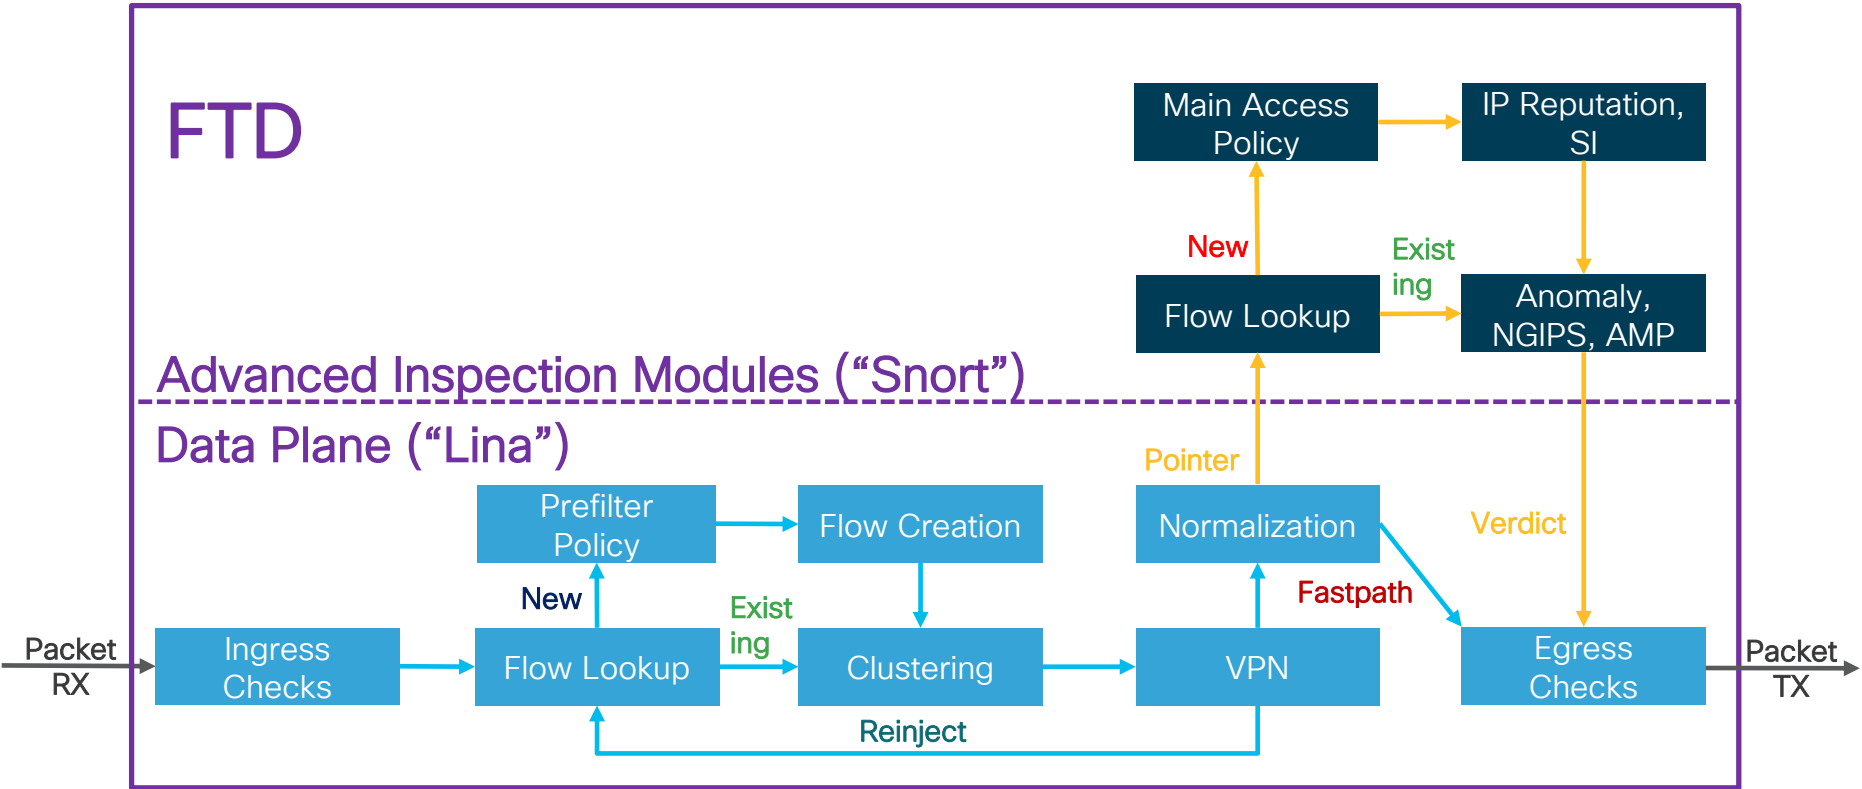 FTD
Main Access
Policy
IP Reputation,
SI
New
Exist
ing
Flow Lookup
Anomaly,
NGIPS, AMP
Advanced Inspection Modules (“Snort”)
Data Plane (“Lina”)
Pointer
Verdict
Prefilter
Policy
Flow Creation
Normalization
New
Exist
ing
Fastpath
Packet
RX
Ingress
Checks
Flow Lookup
Clustering
VPN
Egress
Checks
Packet
TX
Reinject